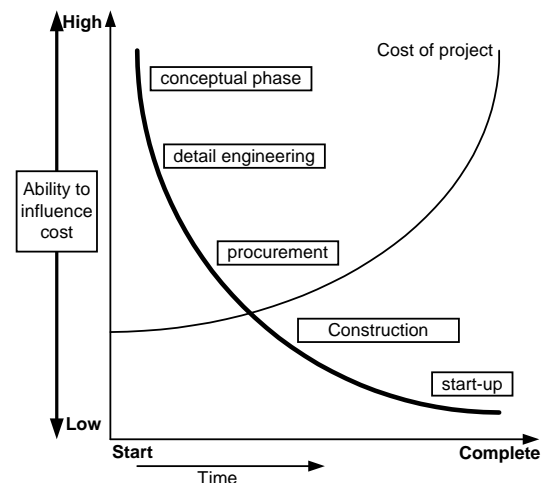 High
Cost of project
conceptual phase
detail engineering
Ability to
influence
cost
procurement
Construction
start-up
Low
Start
Complete
Time